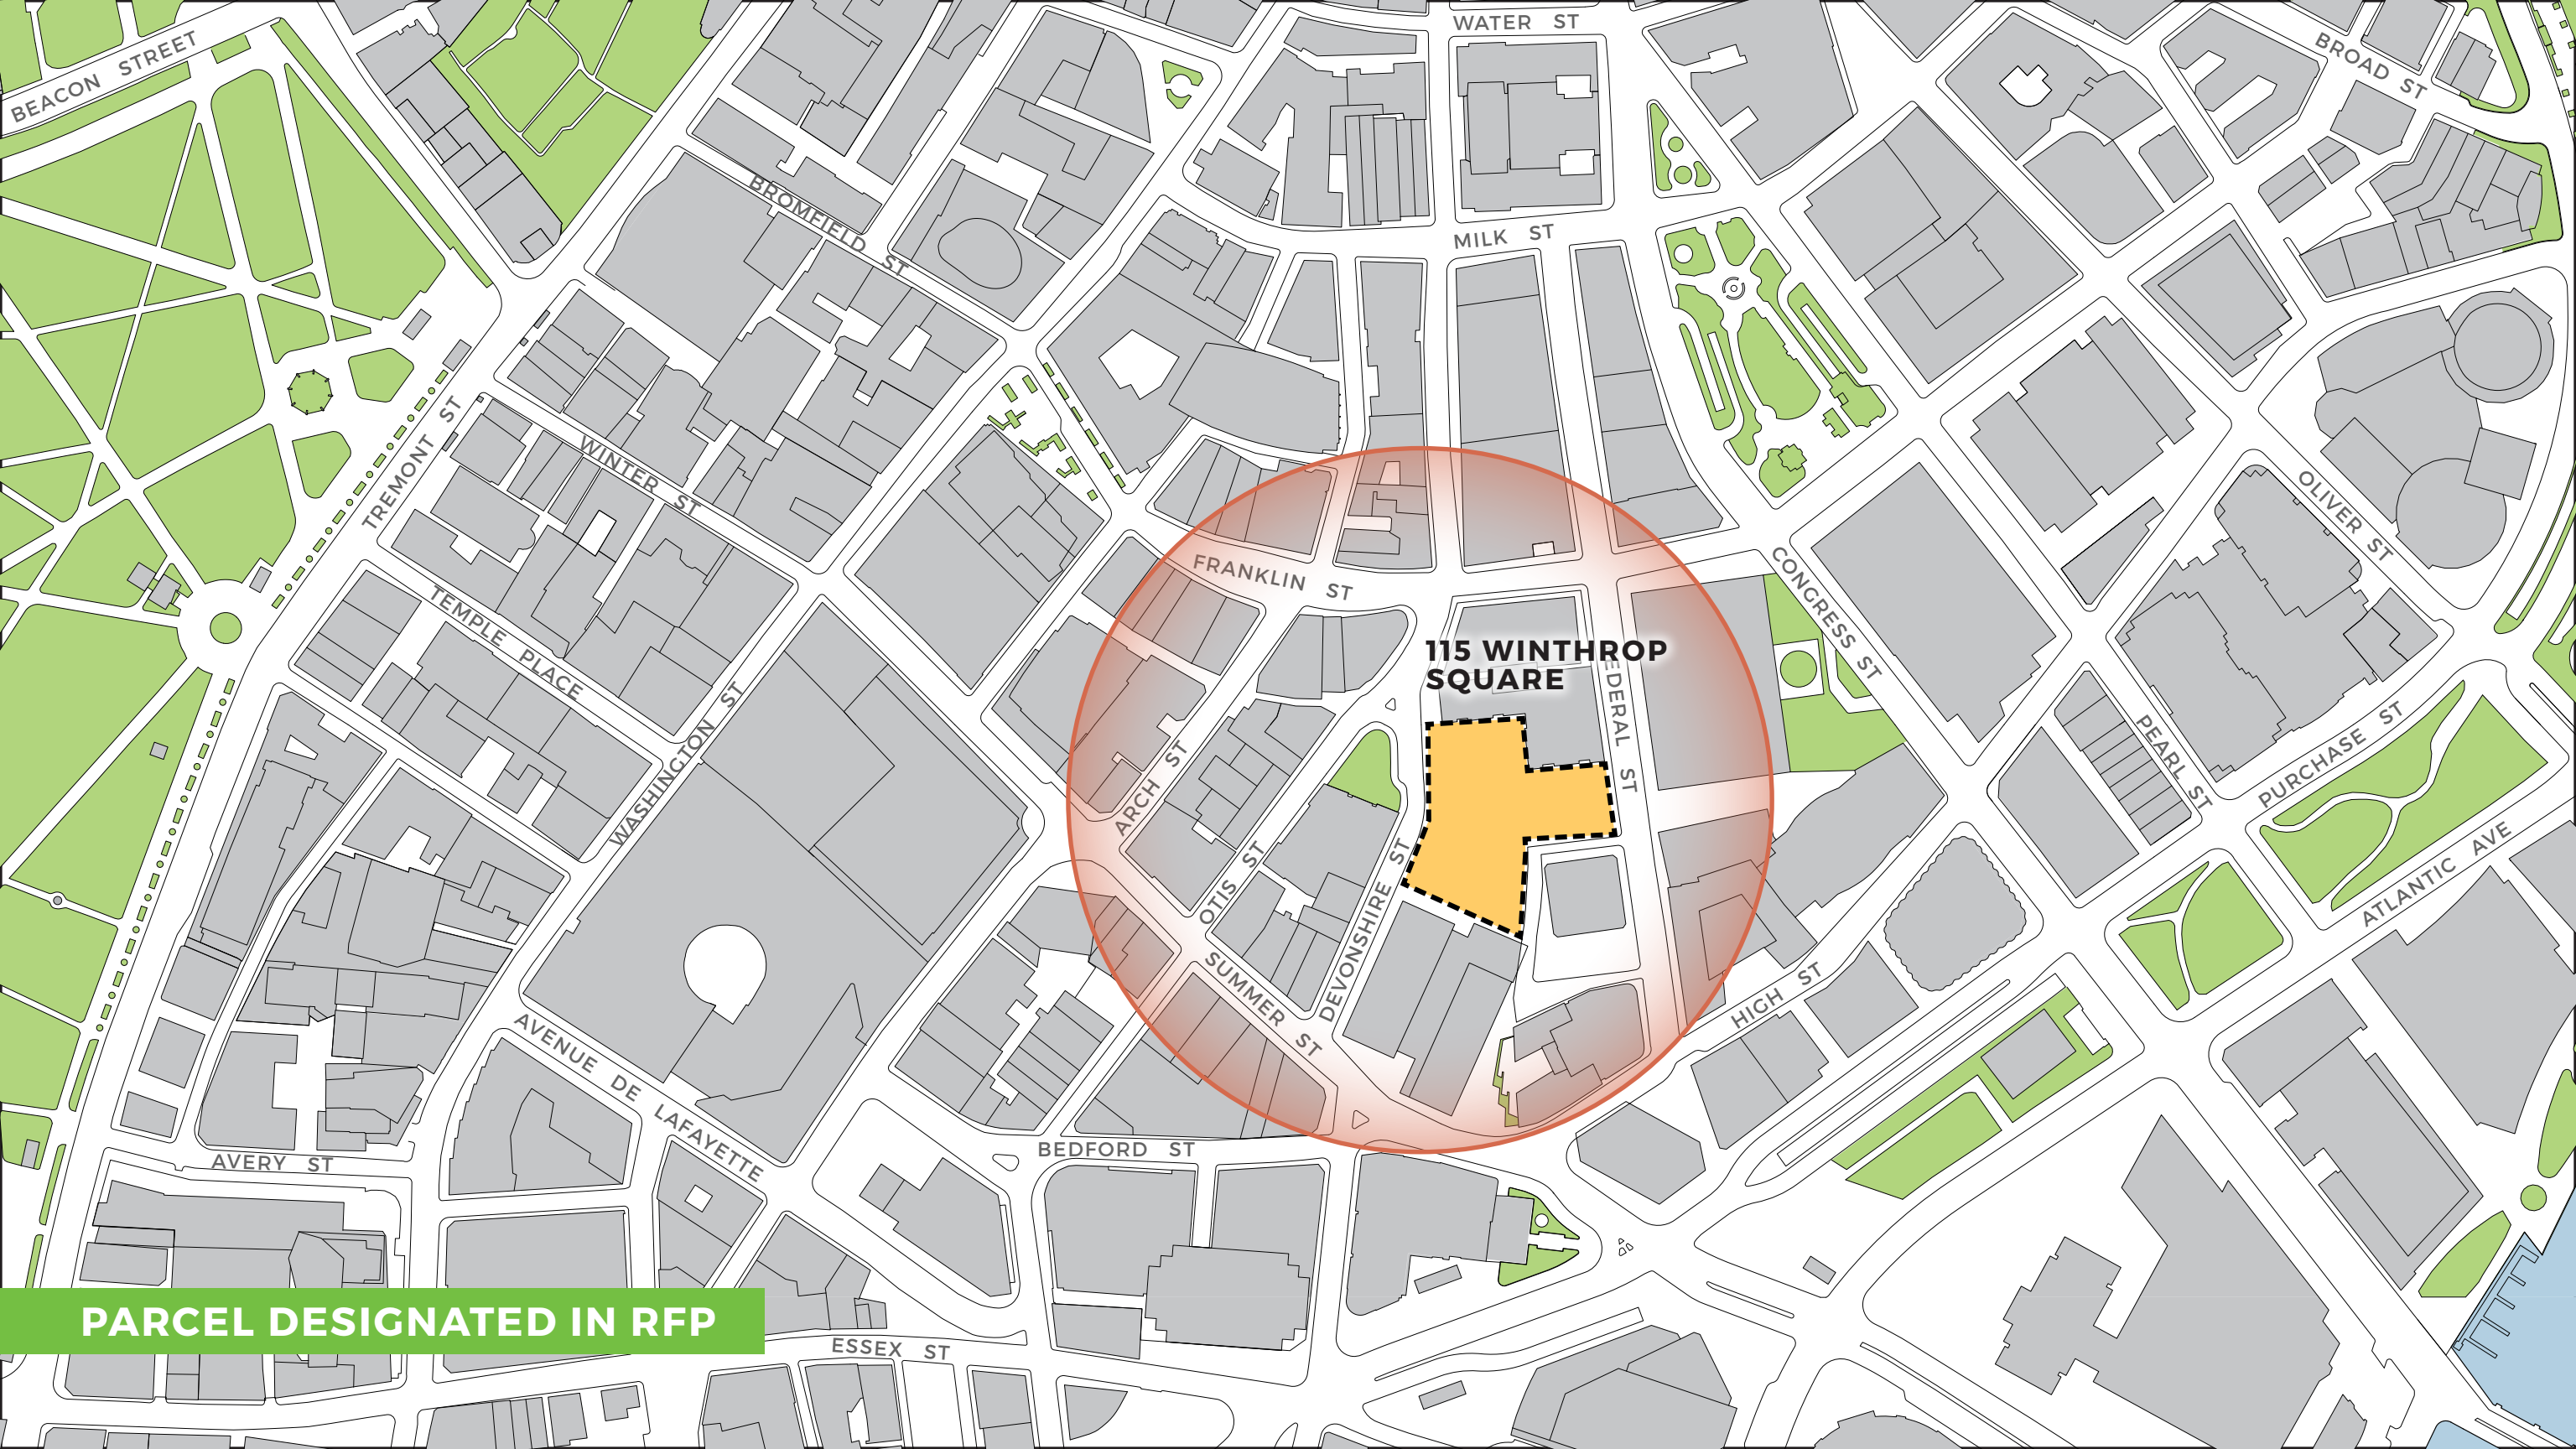 WATER ST
BROAD ST
BEACON STREET
BROMFIELD ST
MILK ST
TREMONT ST
WINTER ST
OLIVER ST
FRANKLIN ST
CONGRESS ST
TEMPLE PLACE
115 WINTHROP
SQUARE
EDERAL ST
WASHINGTON ST
ARCH ST
PEARL ST
PURCHASE ST
OTIS ST
DEVONSHIRE ST
ATLANTIC AVE
SUMMER ST
HIGH ST
AVENUE DE LAFAYETTE
BEDFORD ST
AVERY ST
PARCEL DESIGNATED IN RFP
ESSEX ST